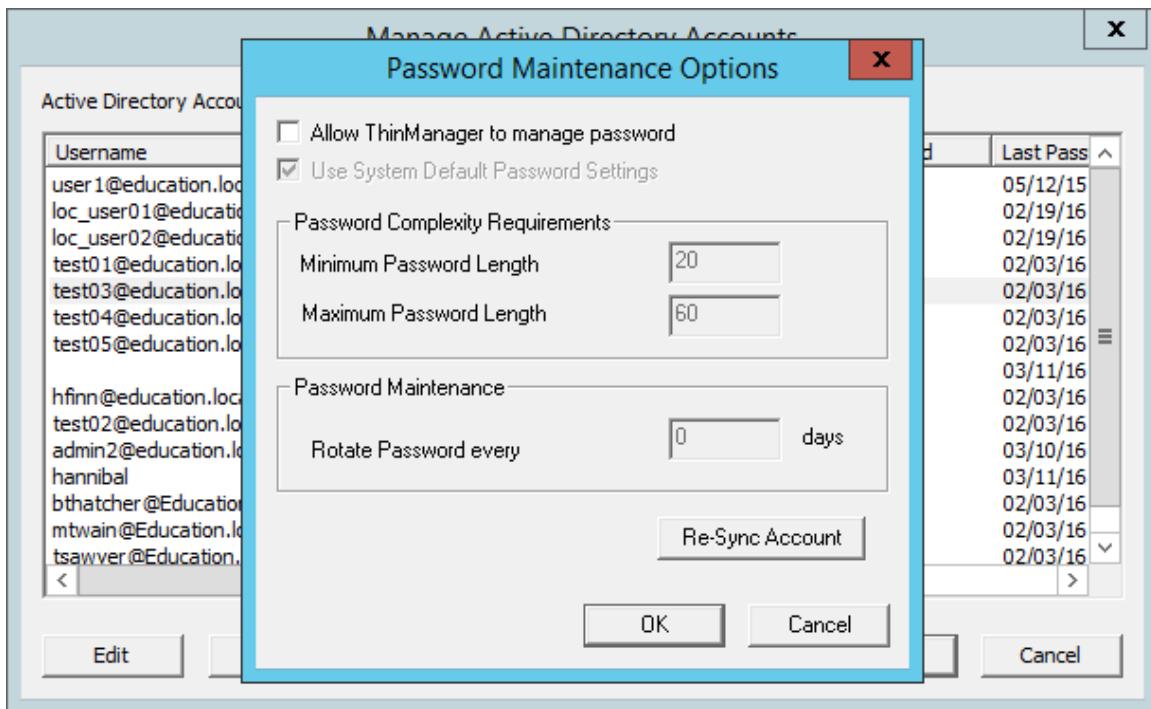 Manage Active Directory Accounts
X
Password Maintenance Options
x
Active Directory Accou
Allow ThinManager to manage password
Use System Default Password Settings
Username
d
Last Pass
user1@education.loc
05/12/15
loc_user01@educatio
02/19/16
loc_user02@educatio
02/19/16
test01@education.lo
02/03/16
test03@education.lo
02/03/16
test04@education.lo
02/03/16
test05@education.lo
02/03/16
03/11/16
hfinn@education.loca
02/03/16
test02@education.lo
02/03/16
admin2@education.lo
03/10/16
hannibal
03/11/16
bthatcher@Education
02/03/16
mtwain@Education.lo
02/03/16
tsawyer@Education.
02/03/16
Password Complexity Requirements
Minimum Password Length
20
Maximum Password Length
60
Password Maintenance
Rotate Password every
0
days
Re-Sync Account
OK
Cancel
Edit
Cancel